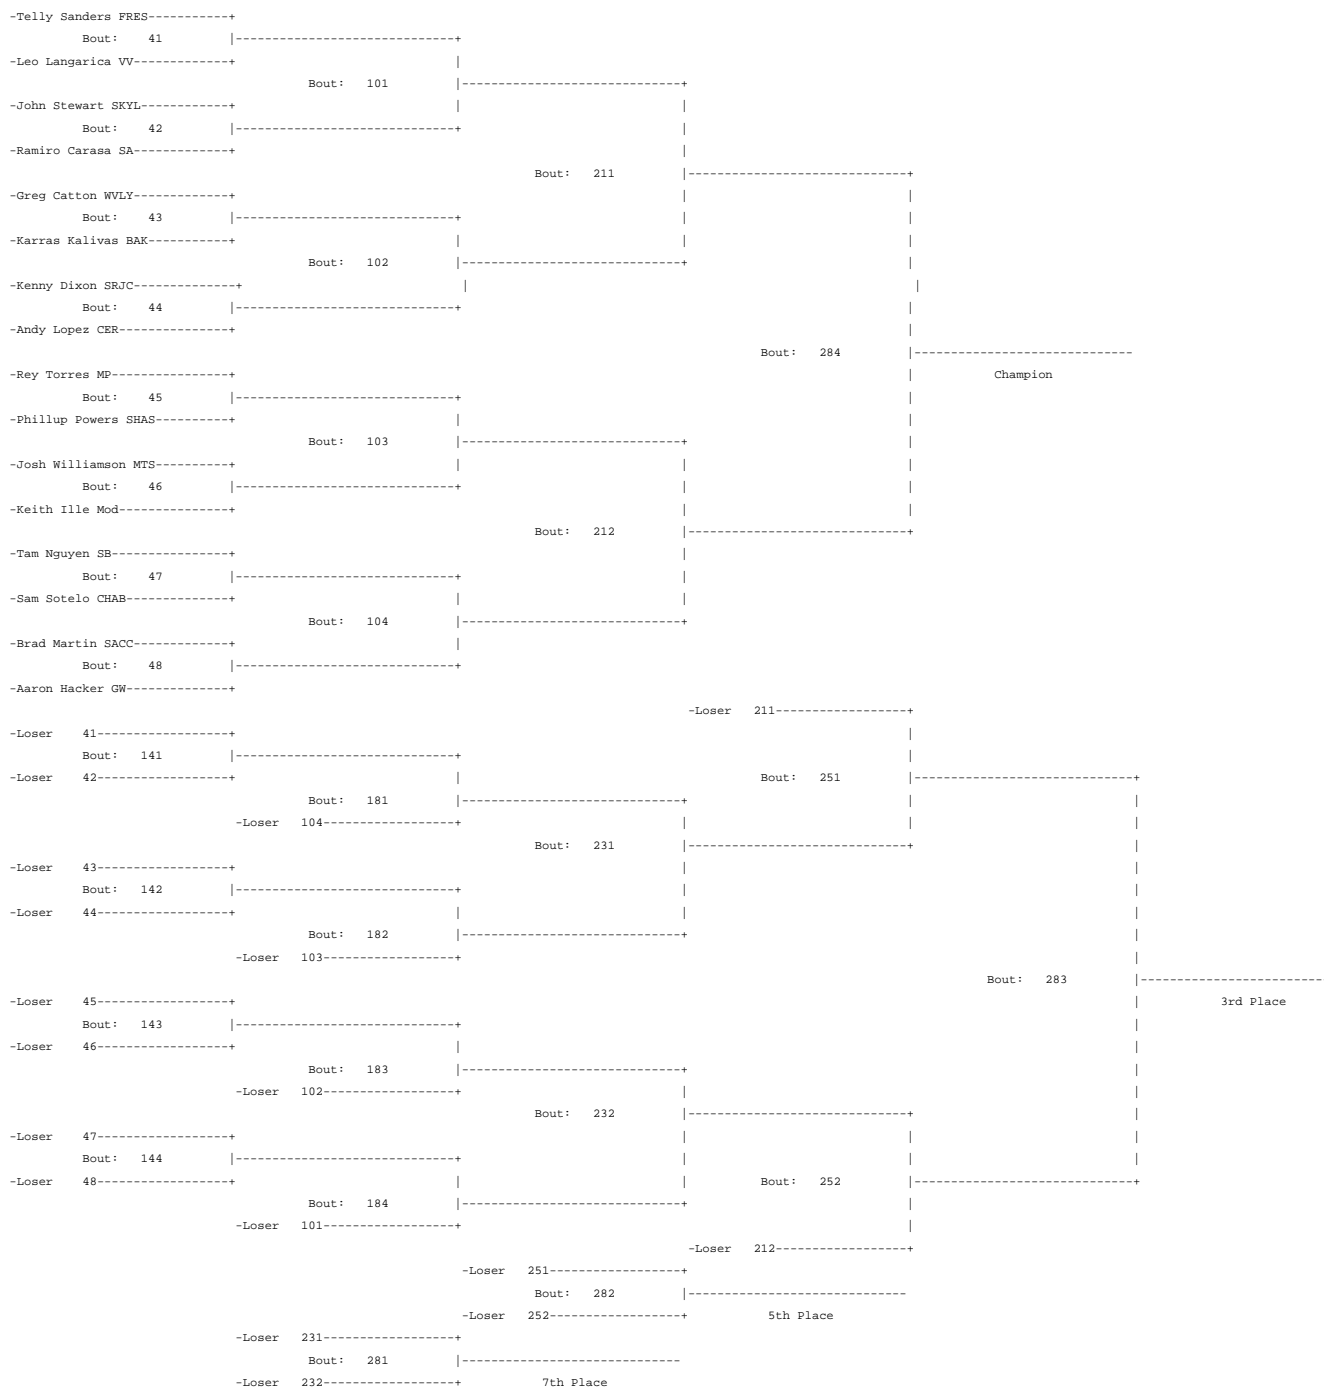 -Telly Sanders FRES-----------+
Bout: 41 |------------------------------+
-Leo Langarica VV-------------+ |
Bout: 101 |------------------------------+
-John Stewart SKYL------------+ | |
Bout: 42 |------------------------------+ |
-Ramiro Carasa SA-------------+ |
Bout: 211 |------------------------------+
-Greg Catton WVLY-------------+ | |
Bout: 43 |------------------------------+ | |
-Karras Kalivas BAK-----------+ | | |
Bout: 102 |------------------------------+ |
-Kenny Dixon SRJC--------------+ | |
Bout: 44 |------------------------------+ |
-Andy Lopez CER---------------+ |
Bout: 284 |------------------------------
-Rey Torres MP----------------+ | Champion
Bout: 45 |------------------------------+ |
-Phillup Powers SHAS----------+ | |
Bout: 103 |------------------------------+ |
-Josh Williamson MTS----------+ | | |
Bout: 46 |------------------------------+ | |
-Keith Ille Mod---------------+ | |
Bout: 212 |------------------------------+
-Tam Nguyen SB----------------+ |
Bout: 47 |------------------------------+ |
-Sam Sotelo CHAB--------------+ | |
Bout: 104 |------------------------------+
-Brad Martin SACC-------------+ |
Bout: 48 |------------------------------+
-Aaron Hacker GW--------------+
-Loser 211------------------+
-Loser 41------------------+ |
Bout: 141 |------------------------------+ |
-Loser 42------------------+ | Bout: 251 |------------------------------+
Bout: 181 |------------------------------+ | |
-Loser 104------------------+ | | |
Bout: 231 |------------------------------+ |
-Loser 43------------------+ | |
Bout: 142 |------------------------------+ | |
-Loser 44------------------+ | | |
Bout: 182 |------------------------------+ |
-Loser 103------------------+ |
Bout: 283 |-------------------------
-Loser 45------------------+ | 3rd Place
Bout: 143 |------------------------------+ |
-Loser 46------------------+ | |
Bout: 183 |------------------------------+ |
-Loser 102------------------+ | |
Bout: 232 |------------------------------+ |
-Loser 47------------------+ | | |
Bout: 144 |------------------------------+ | | |
-Loser 48------------------+ | | Bout: 252 |------------------------------+
Bout: 184 |------------------------------+ |
-Loser 101------------------+ |
-Loser 212------------------+
-Loser 251------------------+
Bout: 282 |------------------------------
-Loser 252------------------+ 5th Place
-Loser 231------------------+
Bout: 281 |------------------------------
-Loser 232------------------+ 7th Place